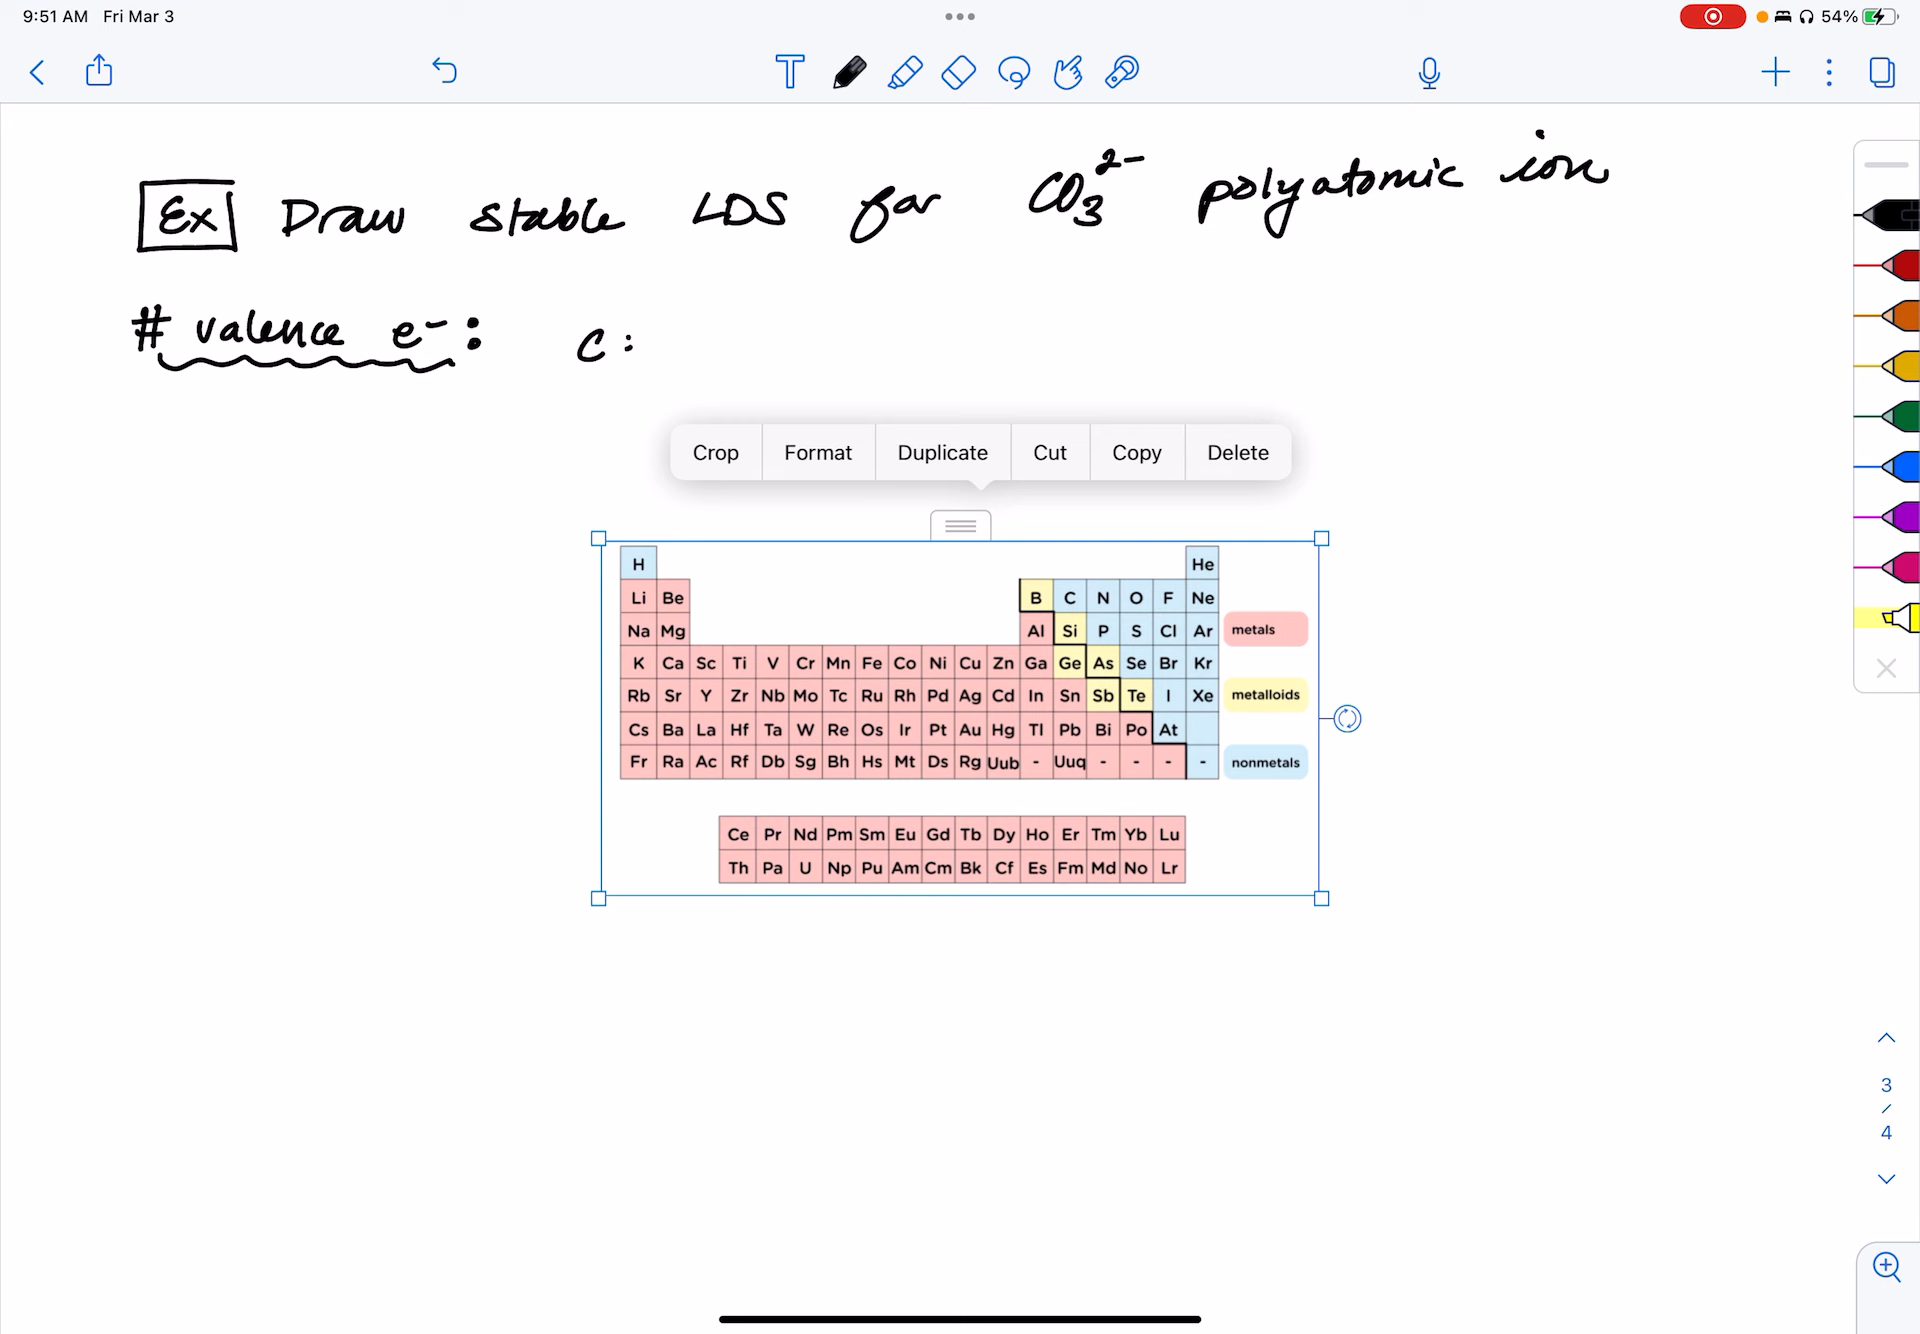 9:51 AM Fri Mar 3 54%
Ex Draw stable LDS for CO₃²⁻ polyatomic ion
# valence e⁻: C:
Crop Format Duplicate Cut Copy Delete
H He
Li Be B C N O F Ne
Na Mg Al Si P S Cl Ar metals
K Ca Sc Ti V Cr Mn Fe Co Ni Cu Zn Ga Ge As Se Br Kr
Rb Sr Y Zr Nb Mo Tc Ru Rh Pd Ag Cd In Sn Sb Te I Xe metalloids
Cs Ba La Hf Ta W Re Os Ir Pt Au Hg Tl Pb Bi Po At
Fr Ra Ac Rf Db Sg Bh Hs Mt Ds Rg Uub - Uuq - - - - nonmetals
Ce Pr Nd Pm Sm Eu Gd Tb Dy Ho Er Tm Yb Lu
Th Pa U Np Pu Am Cm Bk Cf Es Fm Md No Lr
3
/
4